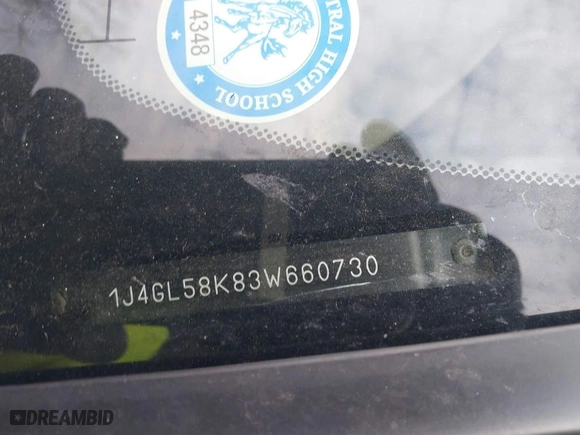 4348
TRAL HIGH SCHOOL
1J4GL58K83W660730
DREAMBID